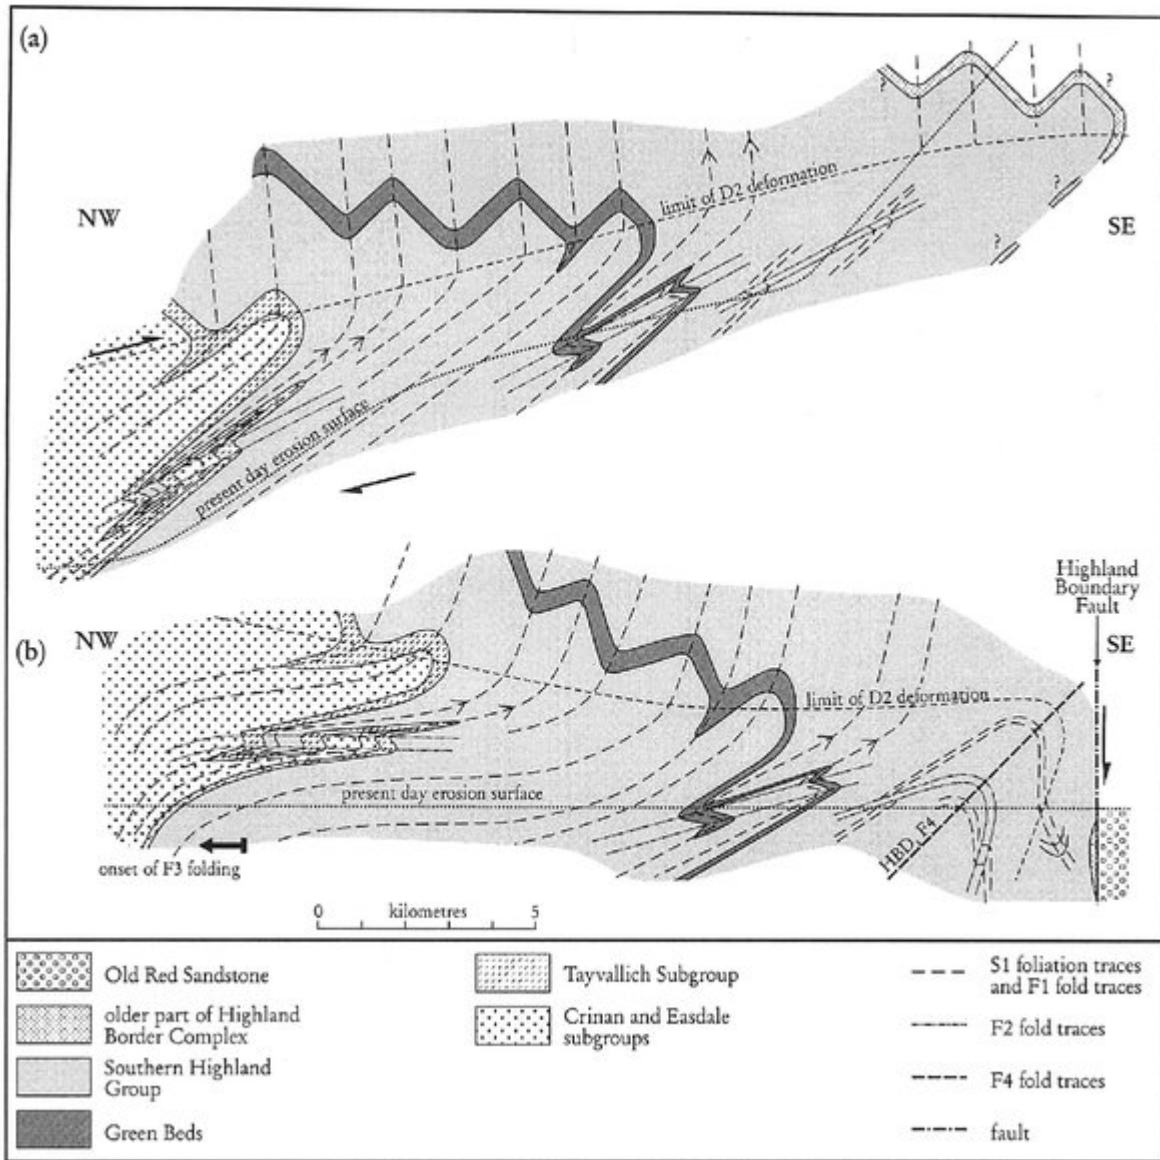 (a)
?
?
limit of D2 deformation
NW
?
SE
?
present day erosion surface
Highland
Boundary
Fault
NW
SE
(b)
limit of D2 deformation
present day erosion surface
HBD, F4
onset of F3 folding
0 kilometres 5
Old Red Sandstone
older part of Highland
Border Complex
Southern Highland
Group
Green Beds
Tayvallich Subgroup
Crinan and Easdale
subgroups
S1 foliation traces
and F1 fold traces
F2 fold traces
F4 fold traces
fault